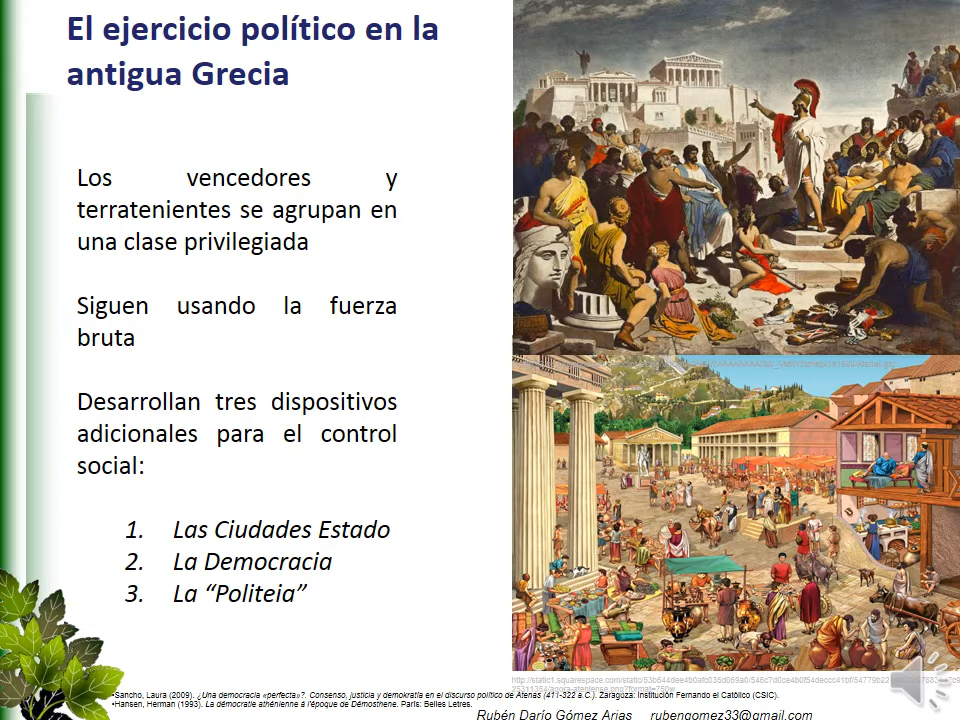 El ejercicio político en la
antigua Grecia
Los vencedores y
terratenientes se agrupan en
una clase privilegiada
Siguen usando la fuerza
bruta
Desarrollan tres dispositivos
adicionales para el control
social:
1. Las Ciudades Estado
2. La Democracia
3. La “Politeia”
•Sancho, Laura (2009). ¿Una democracia «perfecta»?. Consenso, justicia y demokratía en el discurso político de Atenas (411-322 a.C.). Zaragoza: Institución Fernando el Católico (CSIC).
•Hansen, Herman (1993). La démocratie athénienne à l'époque de Démosthene. París: Belles Letres.
Rubén Darío Gómez Arias rubengomez33@gmail.com